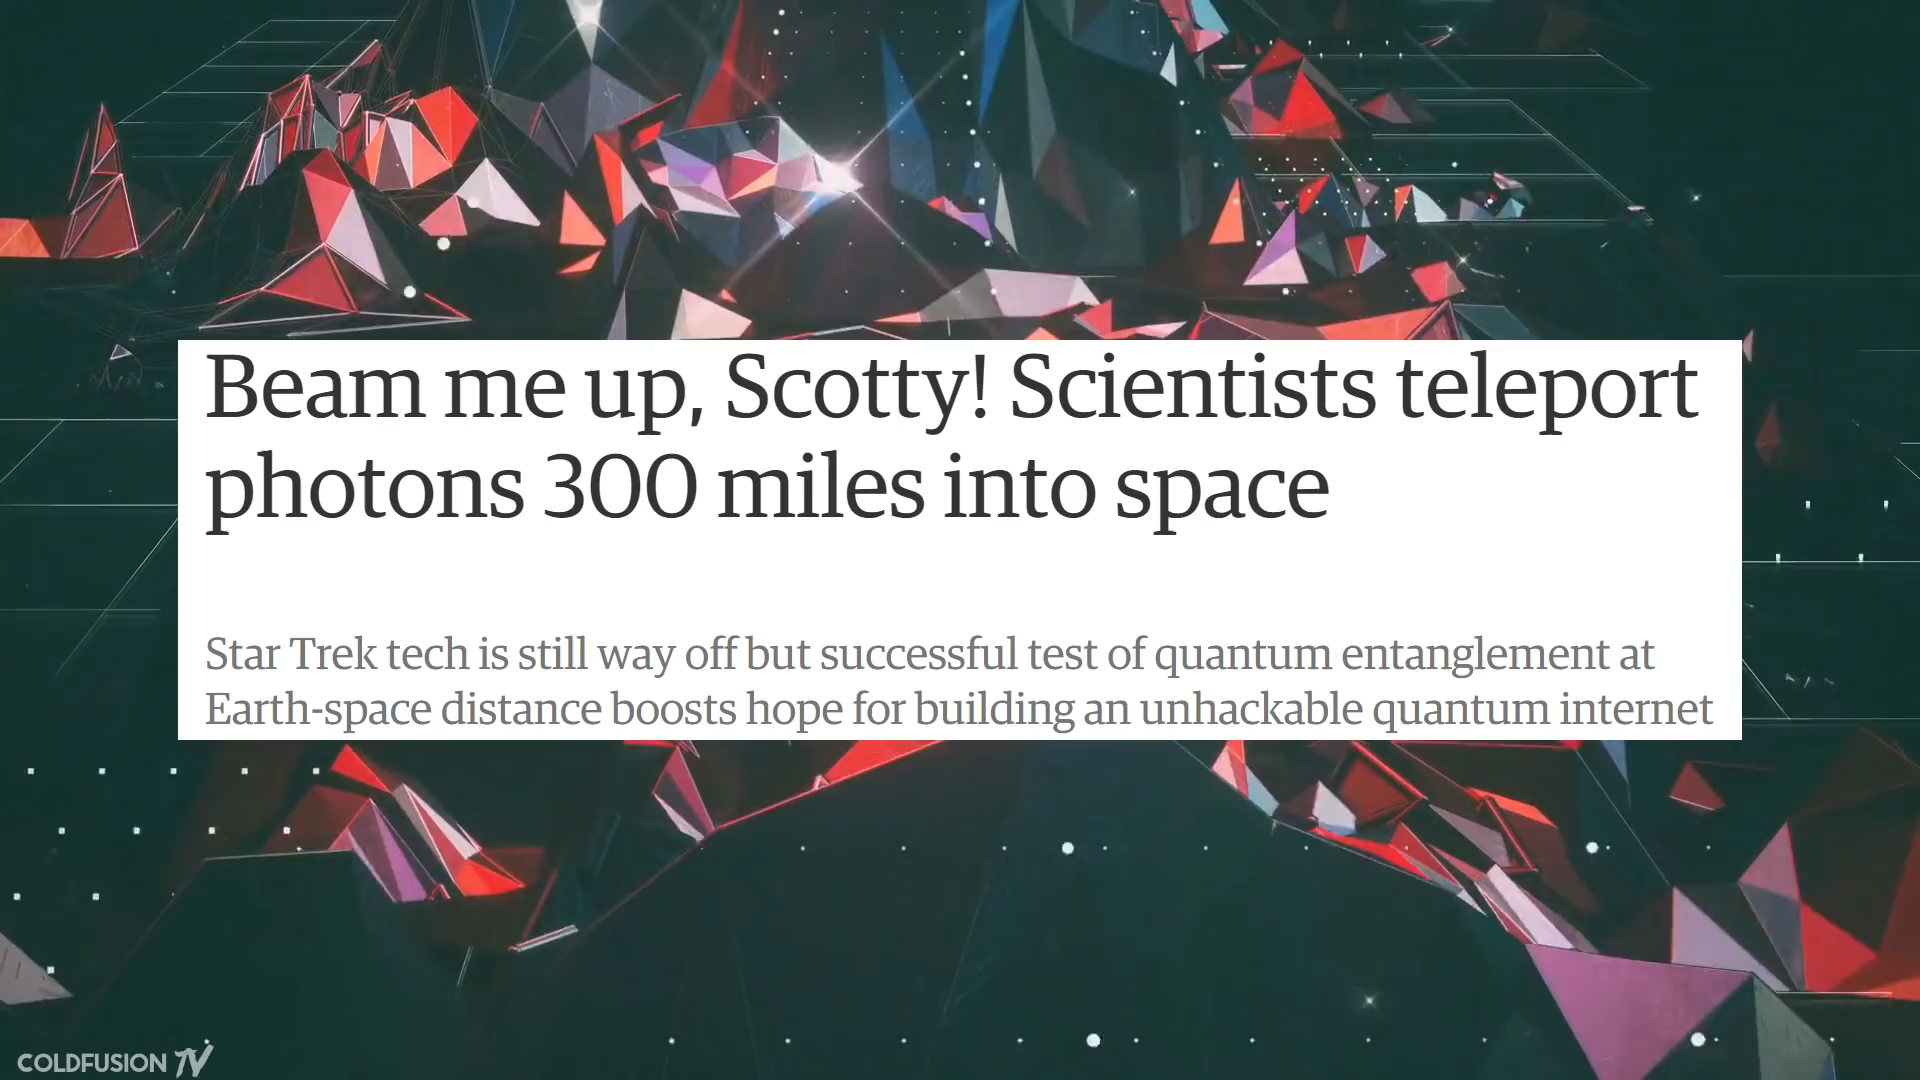 Beam me up, Scotty! Scientists teleport
photons 300 miles into space
Star Trek tech is still way off but successful test of quantum entanglement at
Earth-space distance boosts hope for building an unhackable quantum internet
COLDFUSION TV